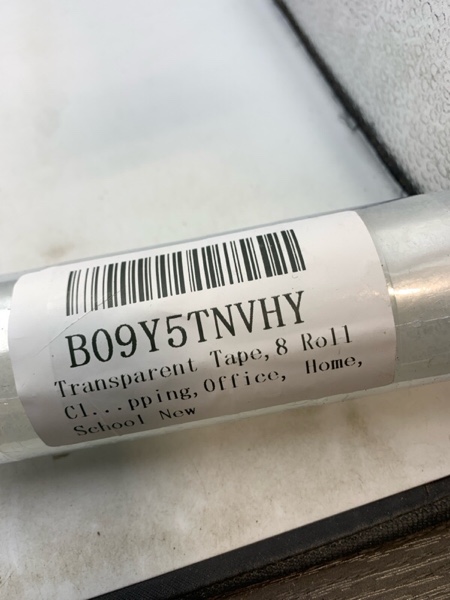 B09Y5TNVHY
Transparent Tape,8 Roll
Cl...pping,Office, Home,
School New